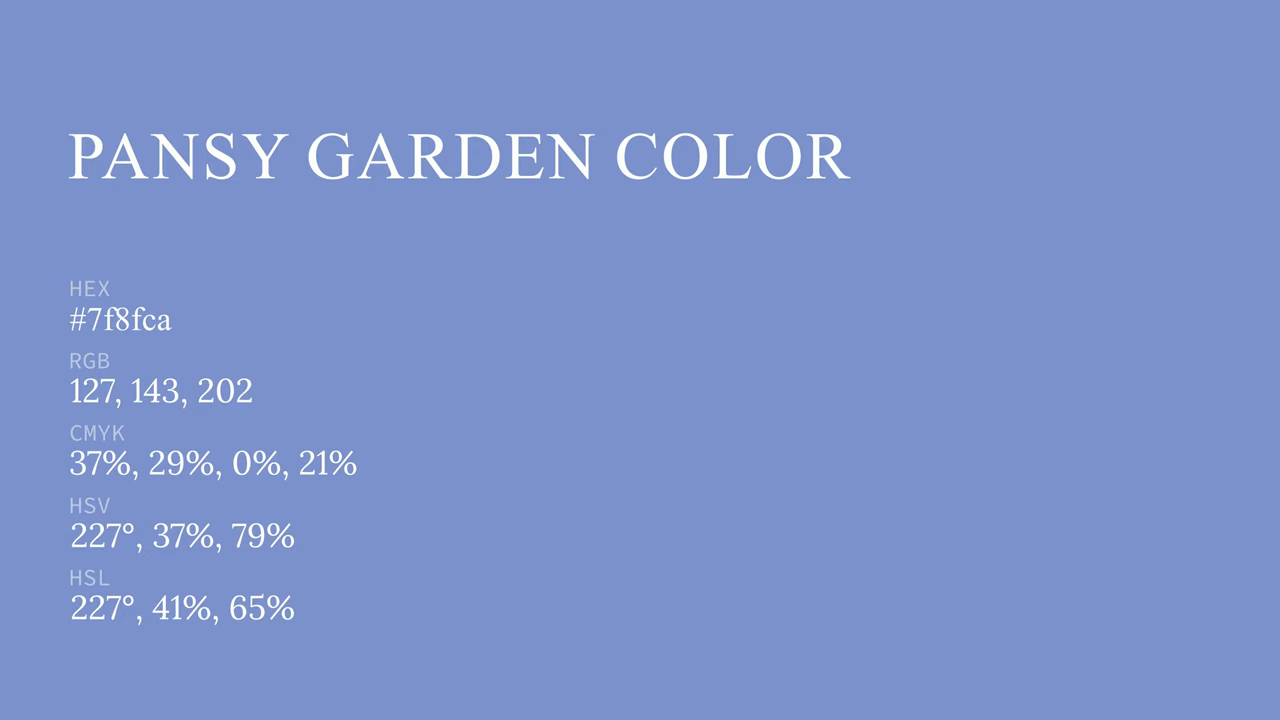 PANSY GARDEN COLOR
HEX
#7f8fca
RGB
127, 143, 202
CMYK
37%, 29%, 0%, 21%
HSV
227°, 37%, 79%
HSL
227°, 41%, 65%